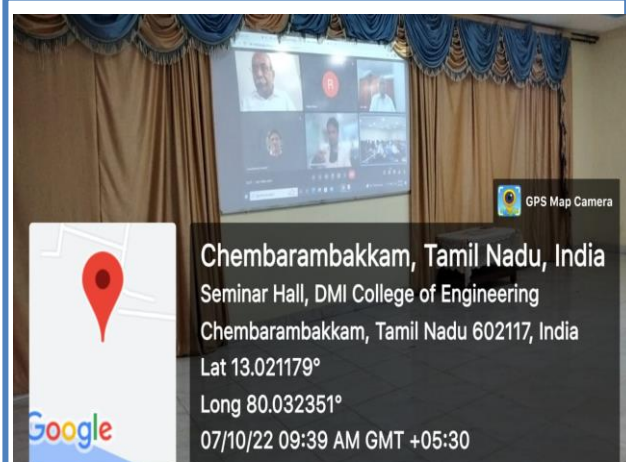 R
GPS Map Camera
Chembarambakkam, Tamil Nadu, India
Seminar Hall, DMI College of Engineering
Chembarambakkam, Tamil Nadu 602117, India
Lat 13.021179°
Long 80.032351°
07/10/22 09:39 AM GMT +05:30
Google